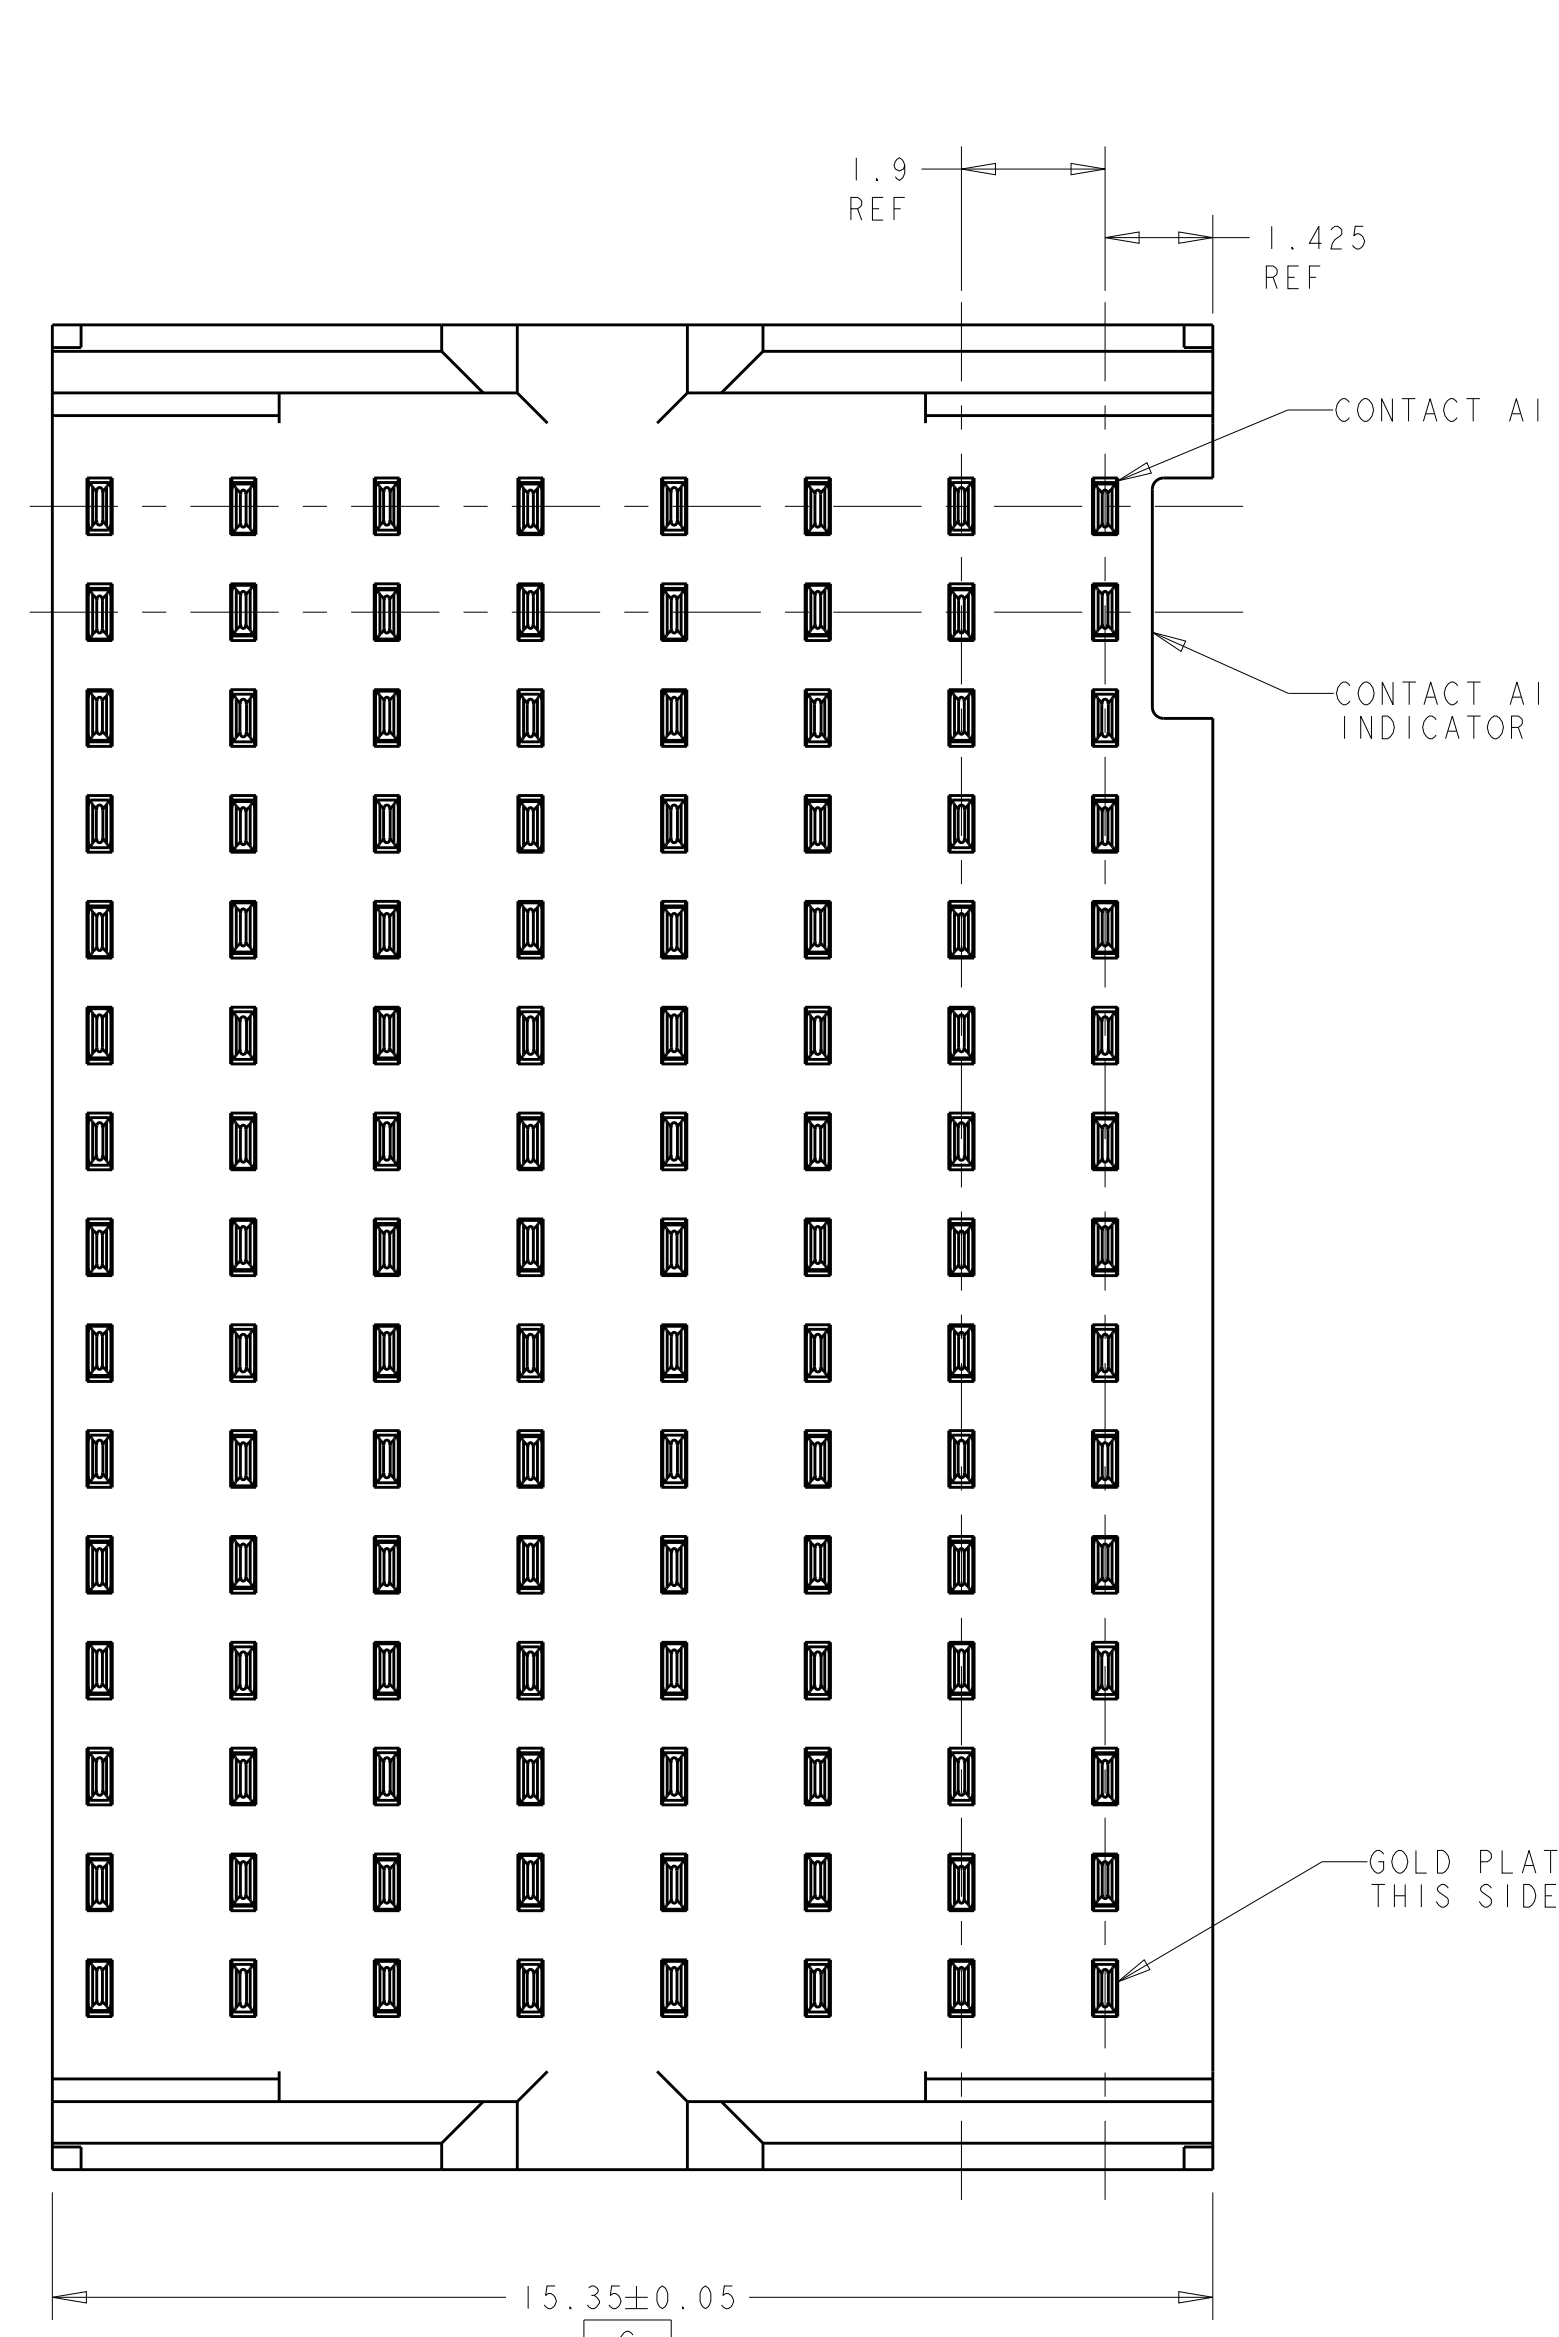 1.9
REF
1.425
REF
CONTACT A1
CONTACT A1
INDICATOR
GOLD PLAT
THIS SIDE
15.35±0.05